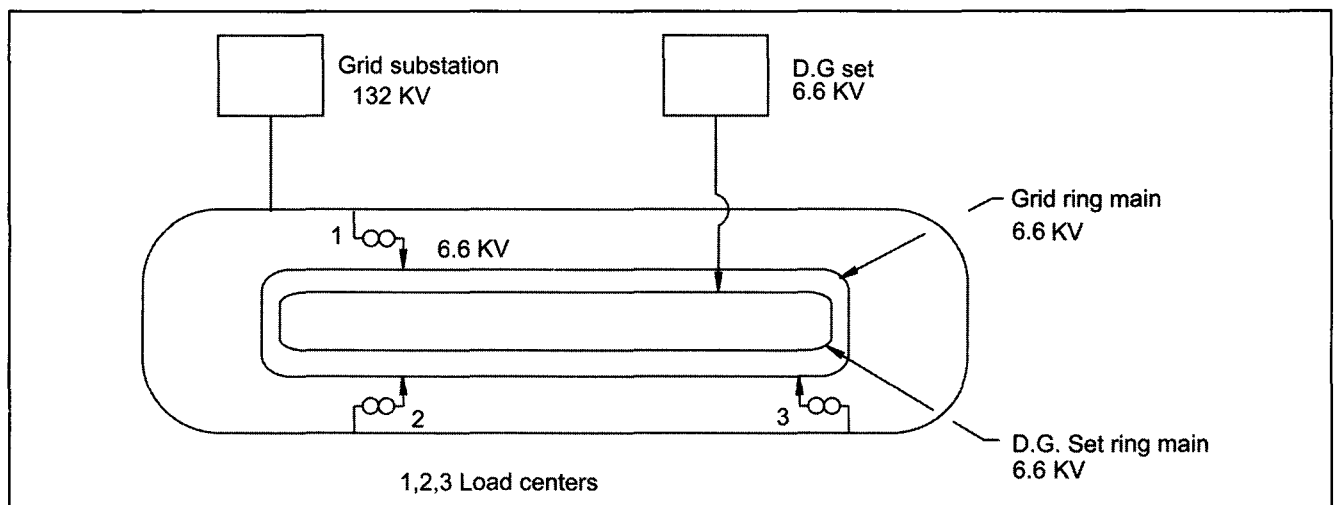 Grid substation
132 KV
D.G set
6.6 KV
Grid ring main
6.6 KV
1
6.6 KV
2
3
D.G. Set ring main
6.6 KV
1,2,3 Load centers